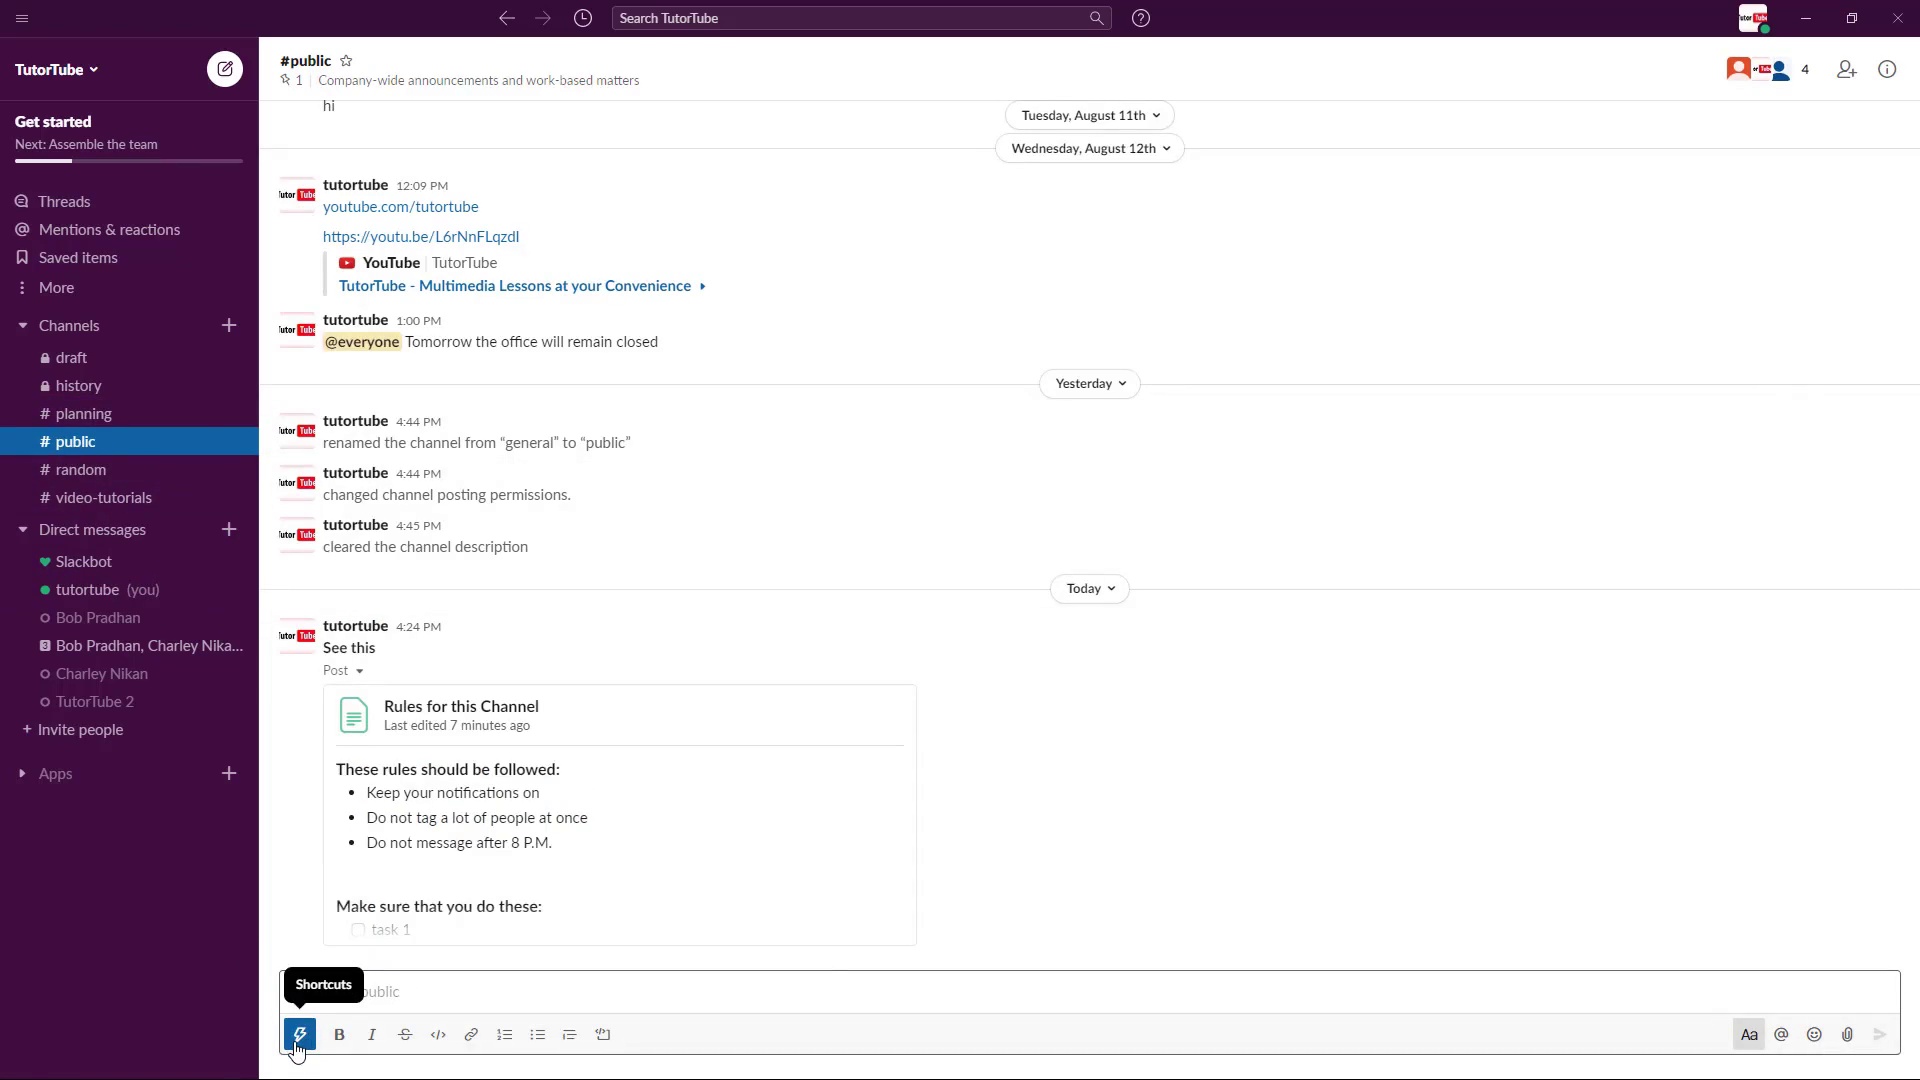 Search TutorTube
TutorTube
Get started
Next: Assemble the team
Threads
Mentions & reactions
Saved items
More
Channels
draft
history
# planning
# public
# random
# video-tutorials
Direct messages
Slackbot
tutortube (you)
Bob Pradhan
3 Bob Pradhan, Charley Nika...
Charley Nikan
TutorTube 2
+ Invite people
Apps
#public
1 | Company-wide announcements and work-based matters
4
hi
Tuesday, August 11th
Wednesday, August 12th
tutortube 12:09 PM
youtube.com/tutortube
https://youtu.be/L6rNnFLqzdI
YouTube | TutorTube
TutorTube - Multimedia Lessons at your Convenience
tutortube 1:00 PM
@everyone Tomorrow the office will remain closed
Yesterday
tutortube 4:44 PM
renamed the channel from “general” to “public”
tutortube 4:44 PM
changed channel posting permissions.
tutortube 4:45 PM
cleared the channel description
Today
tutortube 4:24 PM
See this
Post
Rules for this Channel
Last edited 7 minutes ago
These rules should be followed:
• Keep your notifications on
• Do not tag a lot of people at once
• Do not message after 8 P.M.
Make sure that you do these:
task 1
Shortcuts
public
B I S </> Aa @